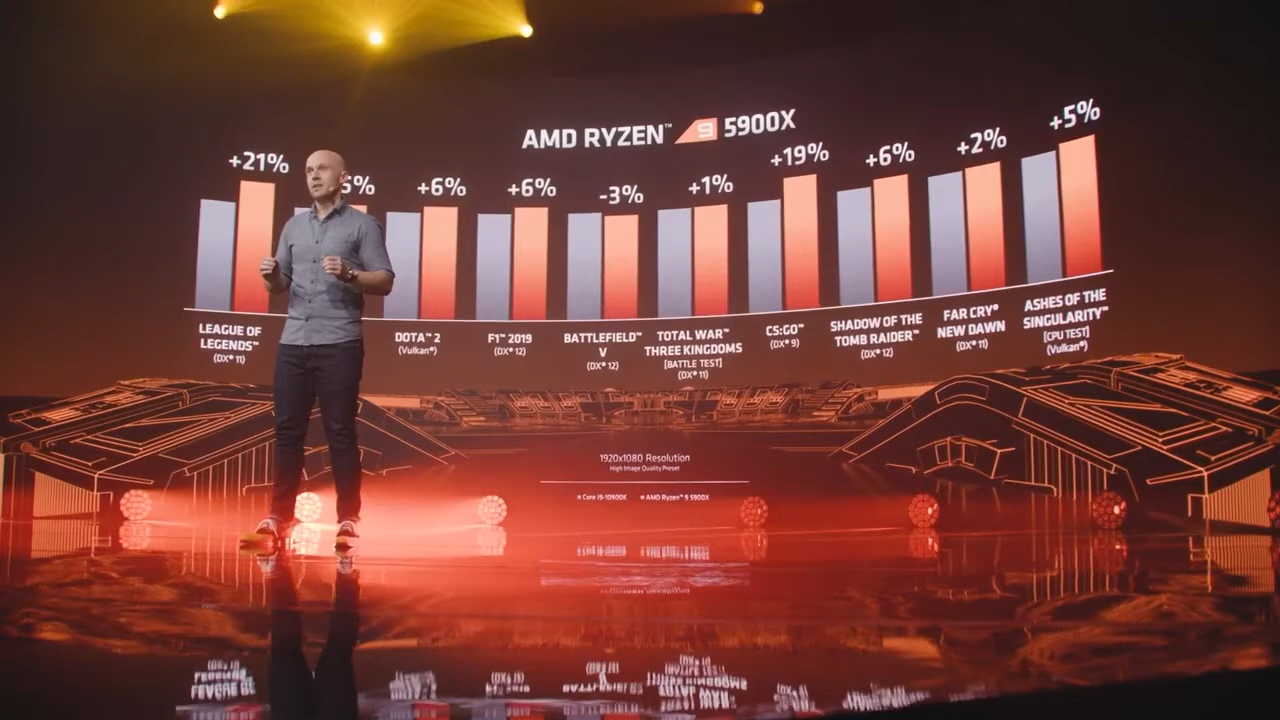 AMD RYZEN™ 9 5900X
+21%
5%
+6%
+6%
-3%
+1%
+19%
+6%
+2%
+5%
LEAGUE OF
LEGENDS™
(DX® 11)
DOTA™ 2
(Vulkan®)
F1™ 2019
(DX® 12)
BATTLEFIELD™
V
(DX® 12)
TOTAL WAR™
THREE KINGDOMS
[BATTLE TEST]
(DX® 11)
CS:GO™
(DX® 9)
SHADOW OF THE
TOMB RAIDER™
(DX® 12)
FAR CRY®
NEW DAWN
(DX® 11)
ASHES OF THE
SINGULARITY™
[CPU TEST]
(Vulkan®)
1920x1080 Resolution
High Image Quality Preset
Core i9-10900K AMD Ryzen™ 9 5900X